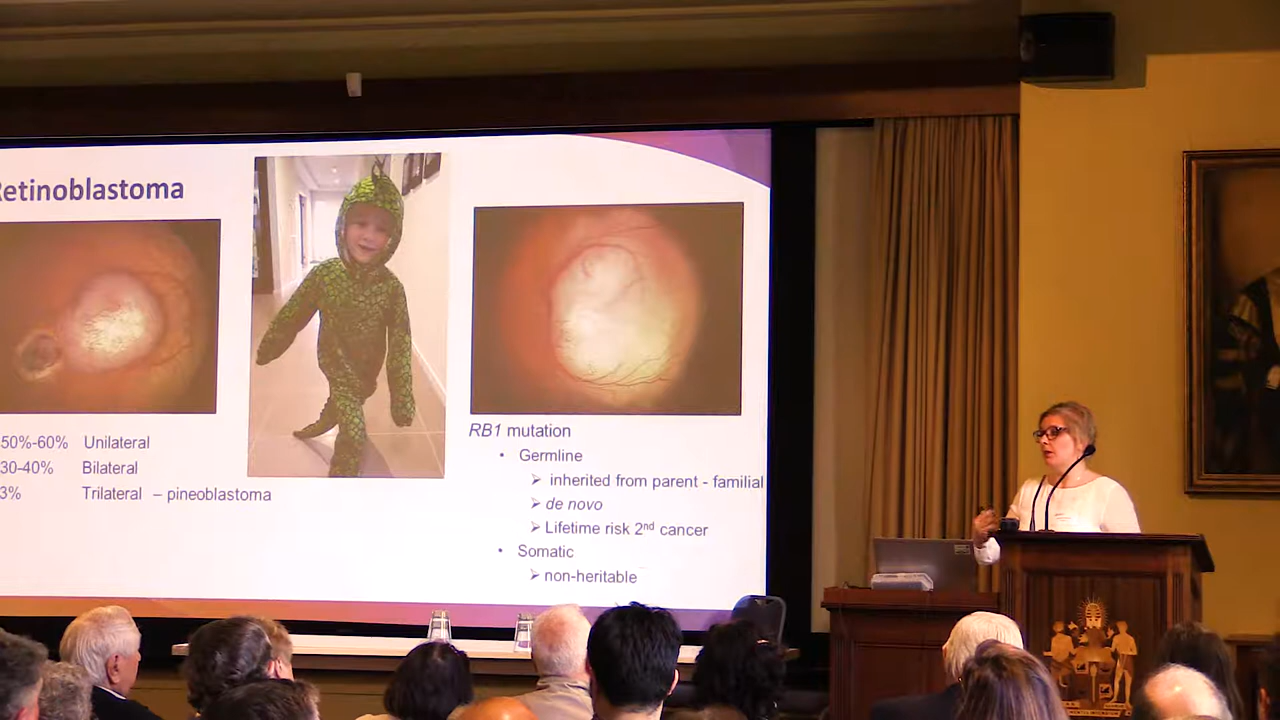 Retinoblastoma
50%-60% Unilateral
30-40% Bilateral
3% Trilateral – pineoblastoma
RB1 mutation
• Germline
➢ inherited from parent - familial
➢ de novo
➢ Lifetime risk 2nd cancer
• Somatic
➢ non-heritable